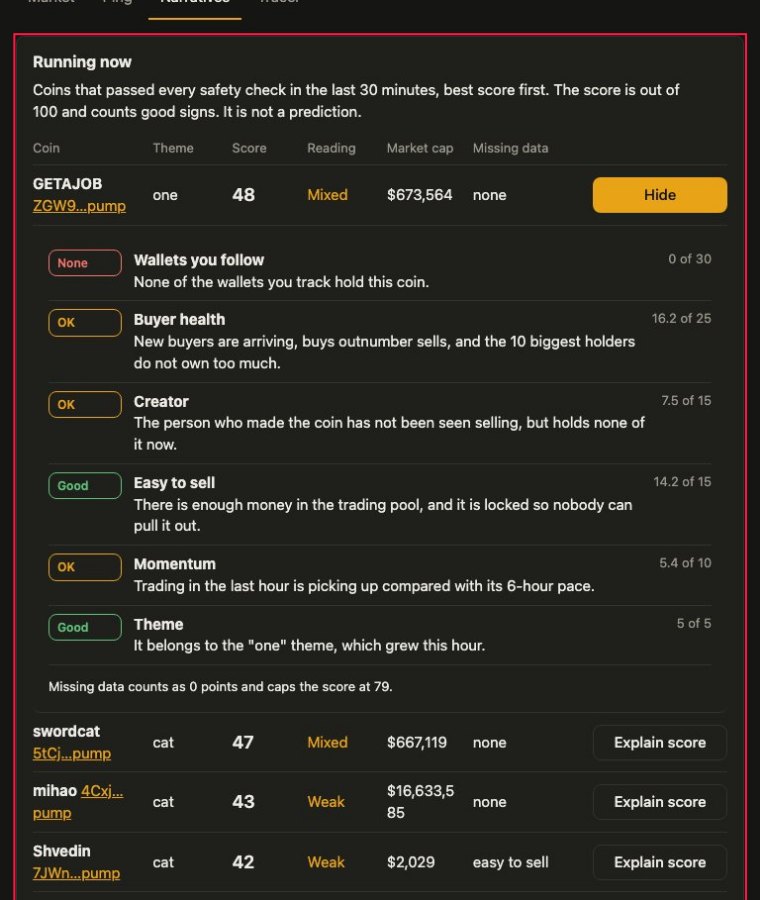 Market Ping Narratives
Running now
Coins that passed every safety check in the last 30 minutes, best score first. The score is out of
100 and counts good signs. It is not a prediction.
Coin Theme Score Reading Market cap Missing data
GETAJOB
ZGW9...pump one 48 Mixed $673,564 none Hide
None Wallets you follow 0 of 30
None of the wallets you track hold this coin.
OK Buyer health 16.2 of 25
New buyers are arriving, buys outnumber sells, and the 10 biggest holders
do not own too much.
OK Creator 7.5 of 15
The person who made the coin has not been seen selling, but holds none of
it now.
Good Easy to sell 14.2 of 15
There is enough money in the trading pool, and it is locked so nobody can
pull it out.
OK Momentum 5.4 of 10
Trading in the last hour is picking up compared with its 6-hour pace.
Good Theme 5 of 5
It belongs to the "one" theme, which grew this hour.
Missing data counts as 0 points and caps the score at 79.
swordcat
5tCj...pump cat 47 Mixed $667,119 none Explain score
mihao 4Cxj... $16,633,5
pump cat 43 Weak 85 none Explain score
Shvedin
7JWn...pump cat 42 Weak $2,029 easy to sell Explain score